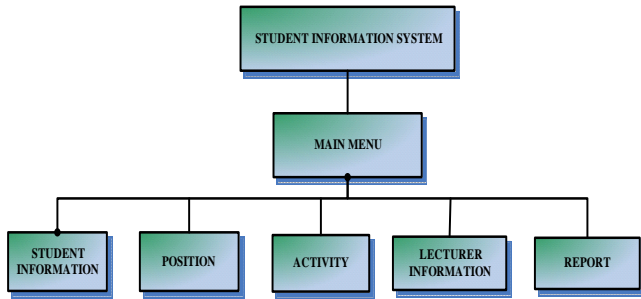 STUDENT INFORMATION SYSTEM
MAIN MENU
STUDENT
INFORMATION
POSITION
ACTIVITY
LECTURER
INFORMATION
REPORT